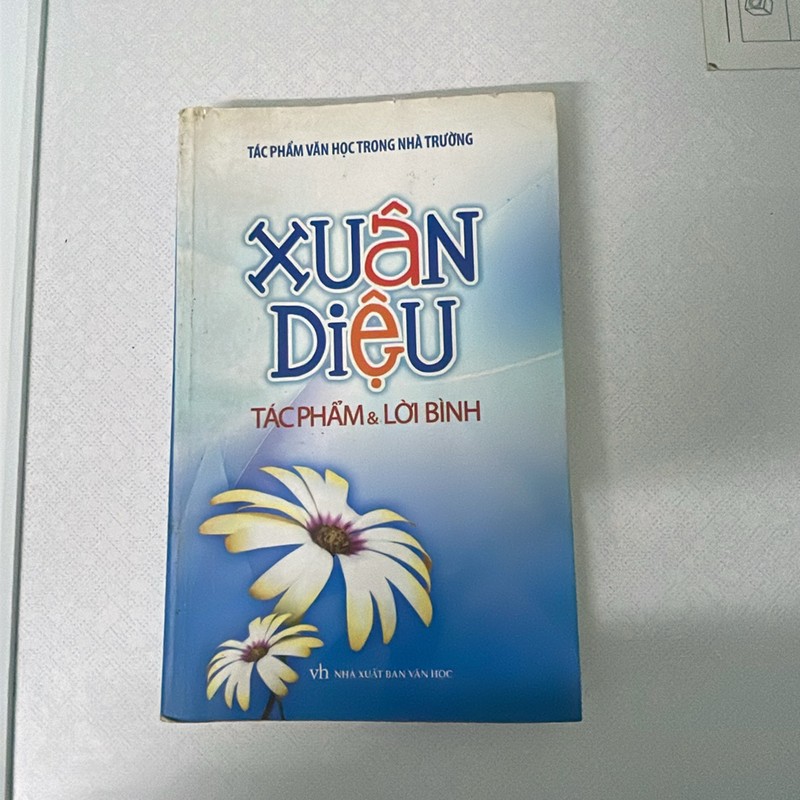 TÁC PHẨM VĂN HỌC TRONG NHÀ TRƯỜNG
XUÂN
DIỆU
TÁC PHẨM & LỜI BÌNH
vh NHÀ XUẤT BẢN VĂN HỌC